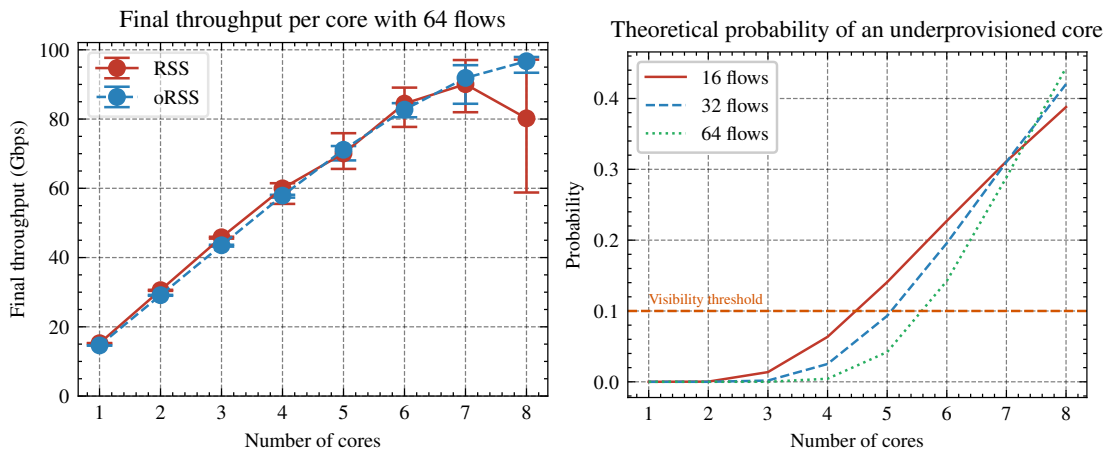 Final throughput per core with 64 flows
100
80
60
40
20
0
Final throughput (Gbps)
RSS
oRSS
1 2 3 4 5 6 7 8
Number of cores
Theoretical probability of an underprovisioned core
0.4
0.3
0.2
0.1
0.0
Probability
16 flows
32 flows
64 flows
Visibility threshold
1 2 3 4 5 6 7 8
Number of cores